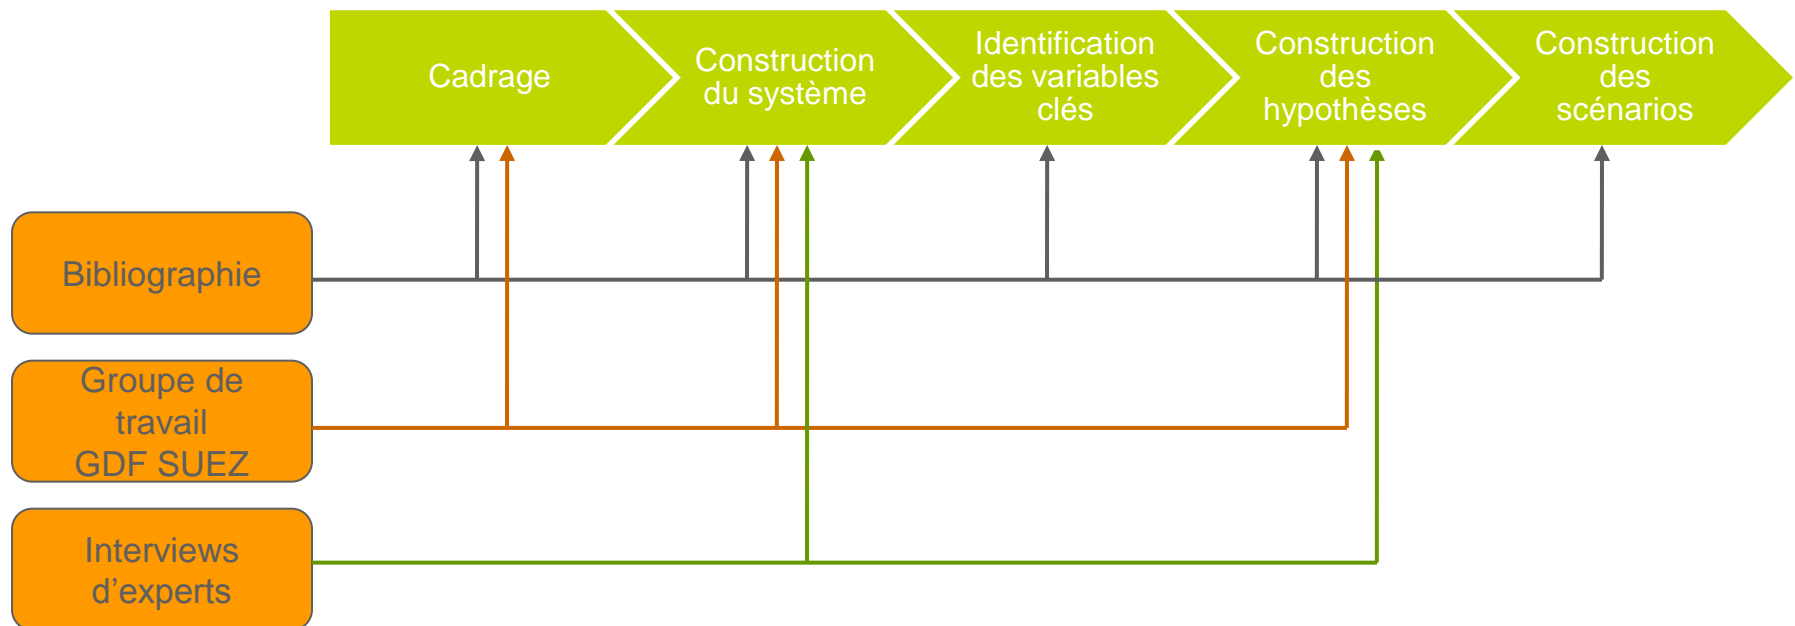 Cadrage
Construction
du système
Identification
des variables
clés
Construction
des
hypothèses
Construction
des
scénarios
Bibliographie
Groupe de
travail
GDF SUEZ
Interviews
d’experts